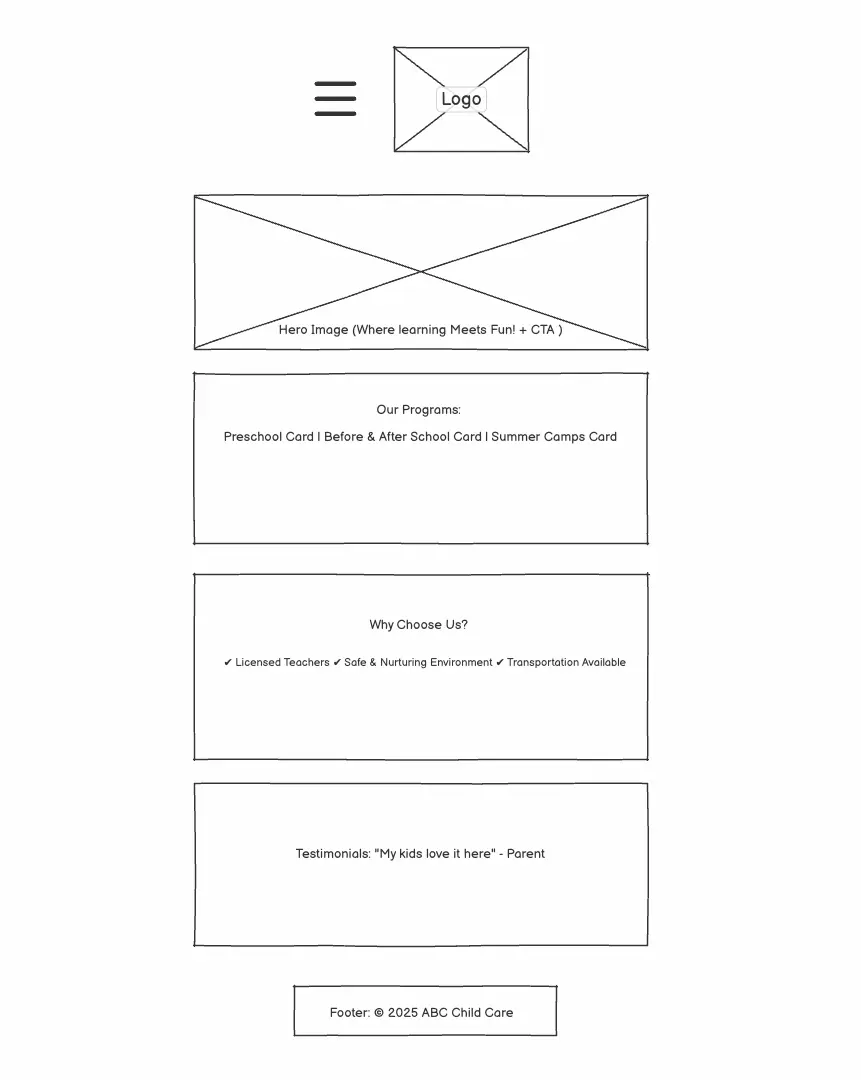 Logo
Hero Image (Where learning Meets Fun! + CTA )
Our Programs:
Preschool Card | Before & After School Card | Summer Camps Card
Why Choose Us?
✔ Licensed Teachers ✔ Safe & Nurturing Environment ✔ Transportation Available
Testimonials: "My kids love it here" - Parent
Footer: © 2025 ABC Child Care